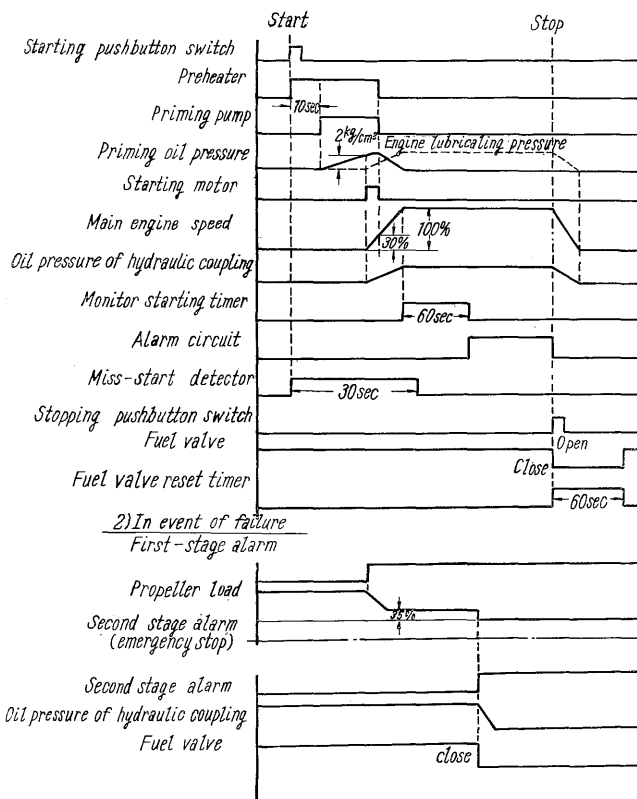 Start
Stop
Starting pushbutton switch
Preheater
10sec
Priming pump
2kg/cm²
Engine lubricaling pressure
Priming oil pressure
Starting motor
Main engine speed
30%
100%
Oil pressure of hydraulic coupling
Monitor starting timer
60sec
Alarm circuit
Miss-start detector
30sec
Stopping pushbutton switch
Fuel valve
Open
Close
Fuel valve reset timer
60sec
2) In event of failure
First-stage alarm
Propeller load
35%
Second stage alarm
(emergency stop)
Second stage alarm
Oil pressure of hydraulic coupling
Fuel valve
close